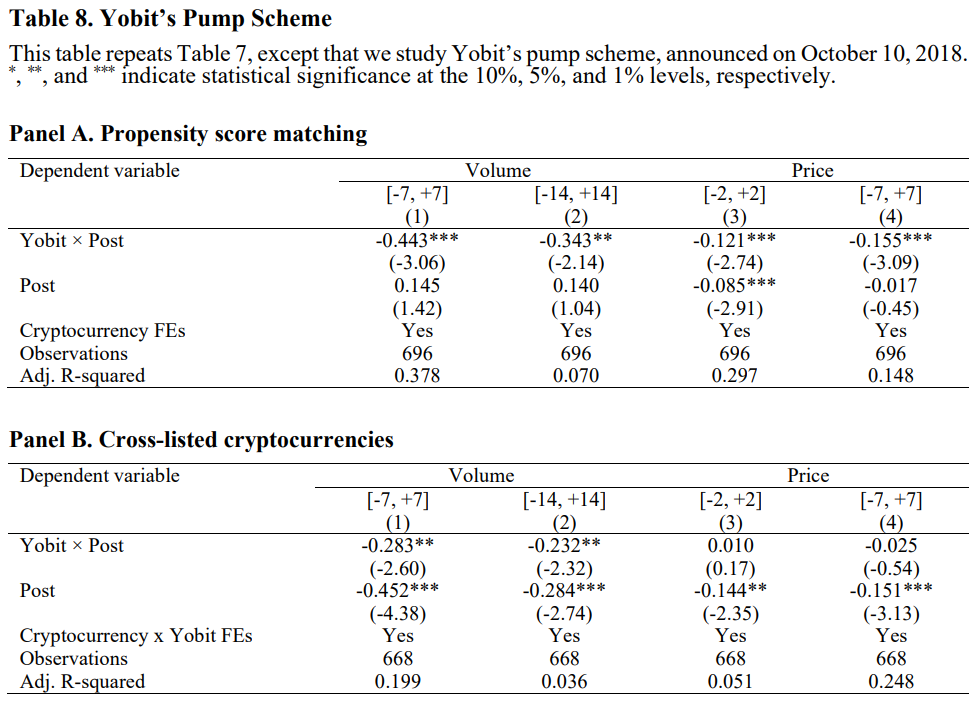 Table 8. Yobit's Pump Scheme
This table repeats Table 7, except that we study Yobit's pump scheme, announced on October 10, 2018.
*, **, and *** indicate statistical significance at the 10%, 5%, and 1% levels, respectively.
Panel A. Propensity score matching
Dependent variable Volume Price
[-7, +7] [-14, +14] [-2, +2] [-7, +7]
(1) (2) (3) (4)
Yobit × Post -0.443*** -0.343** -0.121*** -0.155***
(-3.06) (-2.14) (-2.74) (-3.09)
Post 0.145 0.140 -0.085*** -0.017
(1.42) (1.04) (-2.91) (-0.45)
Cryptocurrency FEs Yes Yes Yes Yes
Observations 696 696 696 696
Adj. R-squared 0.378 0.070 0.297 0.148
Panel B. Cross-listed cryptocurrencies
Dependent variable Volume Price
[-7, +7] [-14, +14] [-2, +2] [-7, +7]
(1) (2) (3) (4)
Yobit × Post -0.283** -0.232** 0.010 -0.025
(-2.60) (-2.32) (0.17) (-0.54)
Post -0.452*** -0.284*** -0.144** -0.151***
(-4.38) (-2.74) (-2.35) (-3.13)
Cryptocurrency x Yobit FEs Yes Yes Yes Yes
Observations 668 668 668 668
Adj. R-squared 0.199 0.036 0.051 0.248